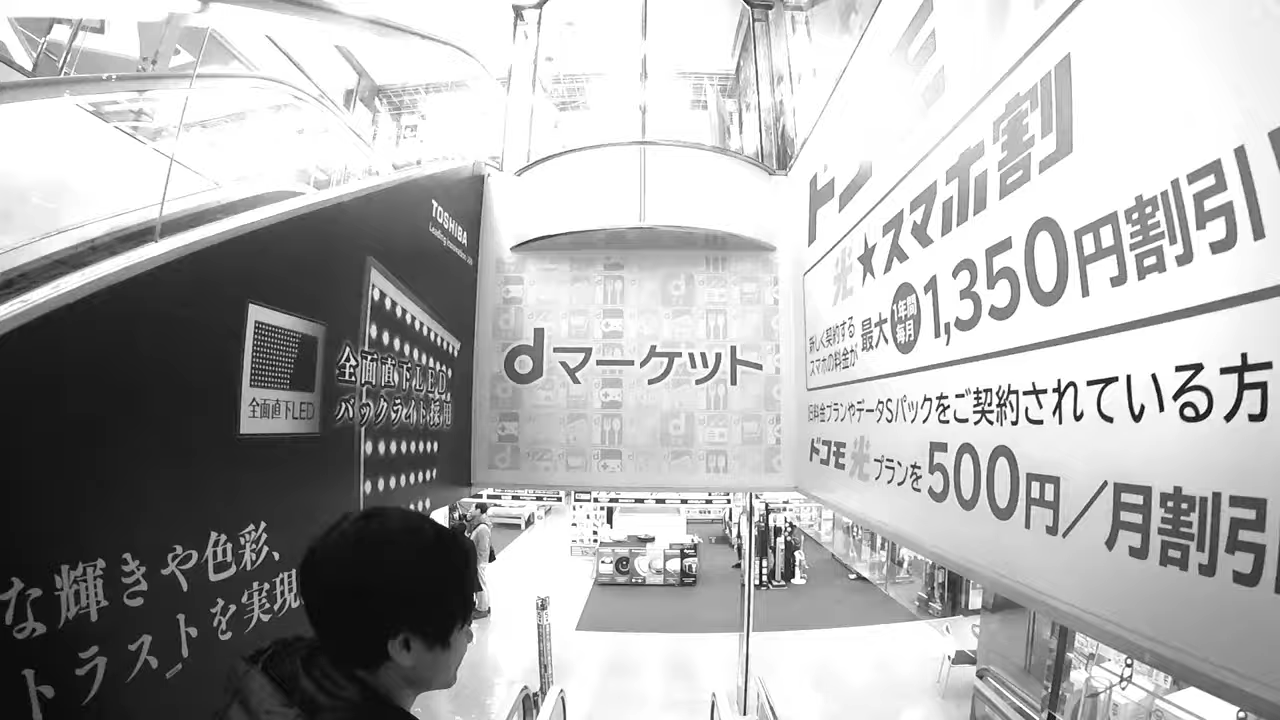 TOSHIBA
Leading Innovation
全面直下LED
全面直下LED
バックライト採用
な輝きや色彩、
トラストを実現
dマーケット
光★スマホ割
新しく契約する
スマホの料金が
最大
1年間
毎月
1,350円割引!
旧料金プランやデータSパックをご契約されている方
ドコモ光プランを500円/月割引